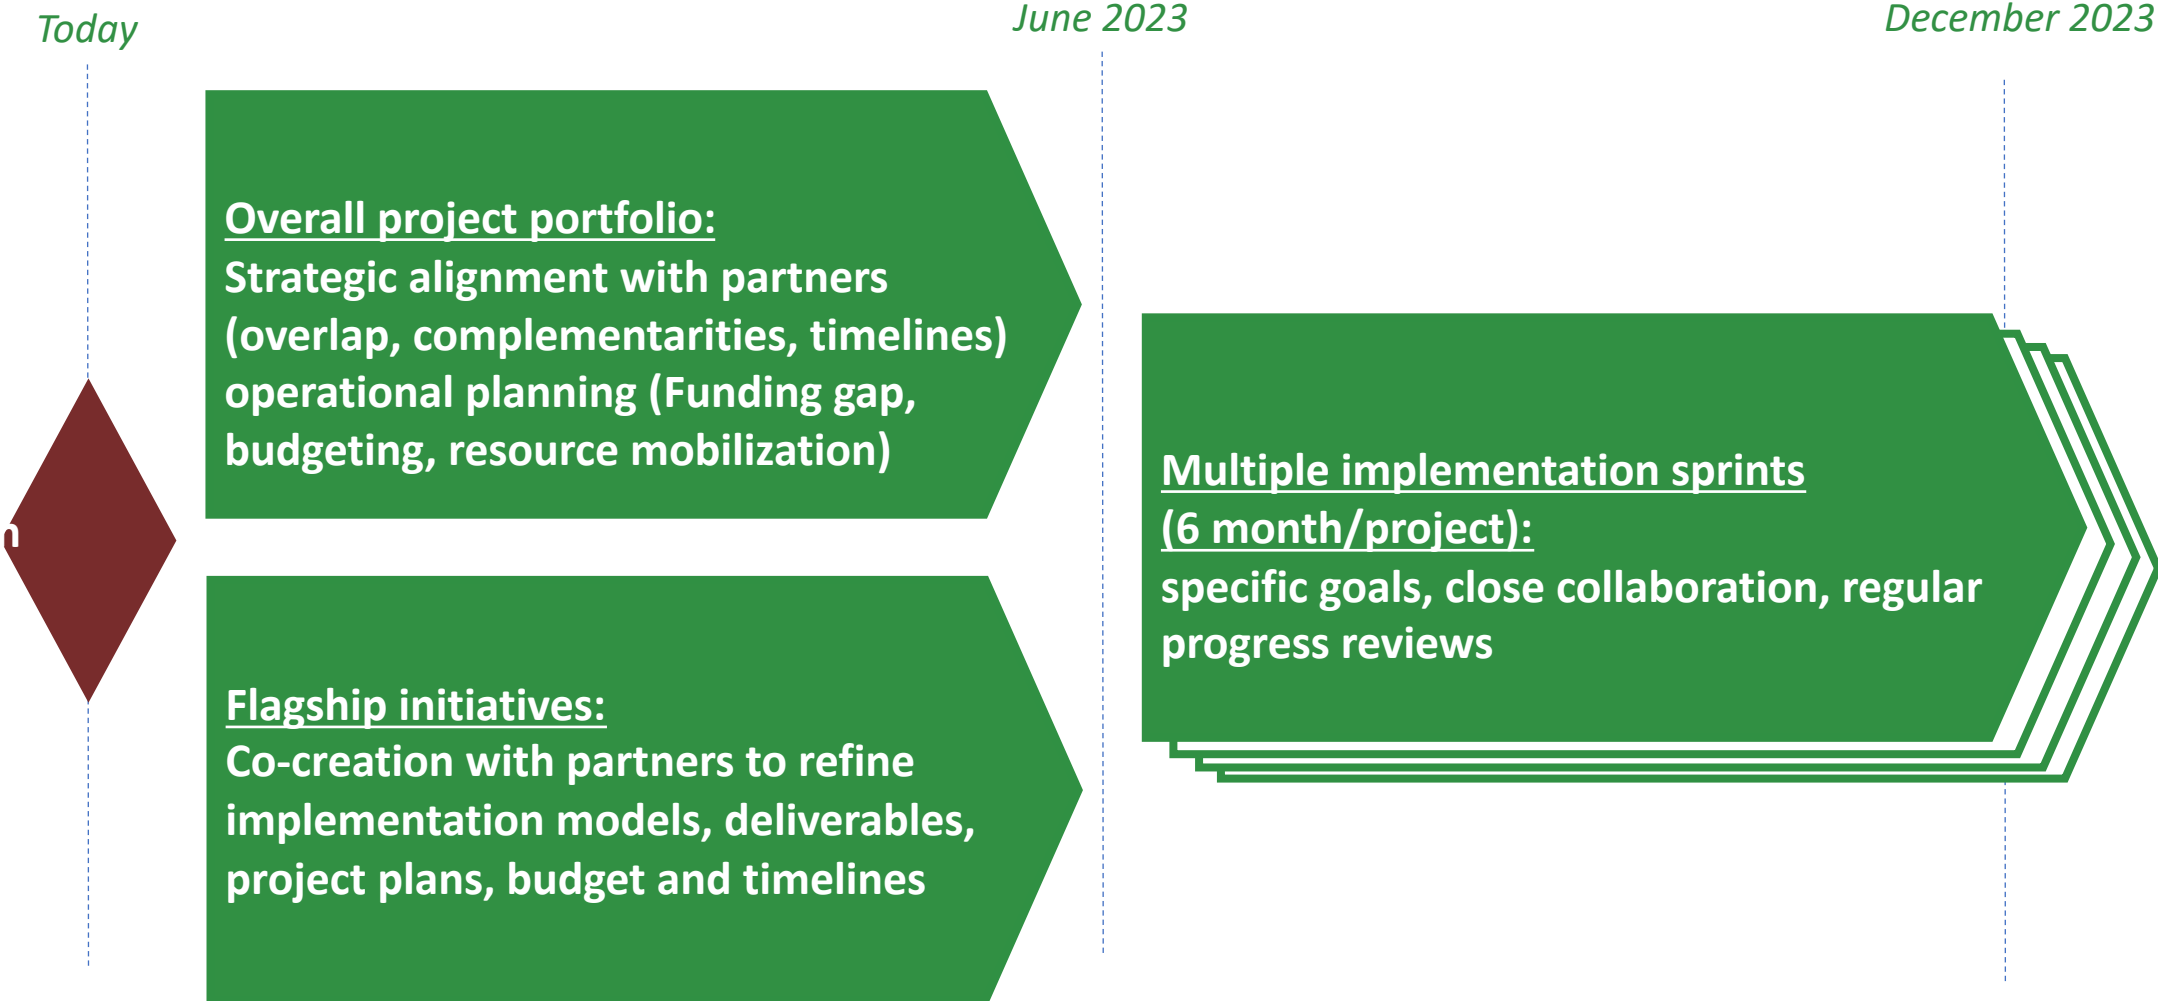 Today
June 2023
December 2023
Overall project portfolio:
Strategic alignment with partners
(overlap, complementarities, timelines)
operational planning (Funding gap,
budgeting, resource mobilization)
Flagship initiatives:
Co-creation with partners to refine
implementation models, deliverables,
project plans, budget and timelines
Multiple implementation sprints
(6 month/project):
specific goals, close collaboration, regular
progress reviews